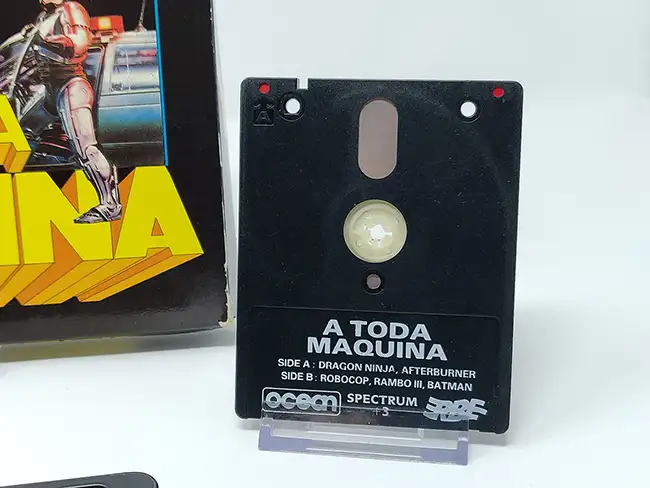 A
INA
A
A TODA
MAQUINA
SIDE A : DRAGON NINJA, AFTERBURNER
SIDE B : ROBOCOP, RAMBO III, BATMAN
ocean SPECTRUM ERBE
+3